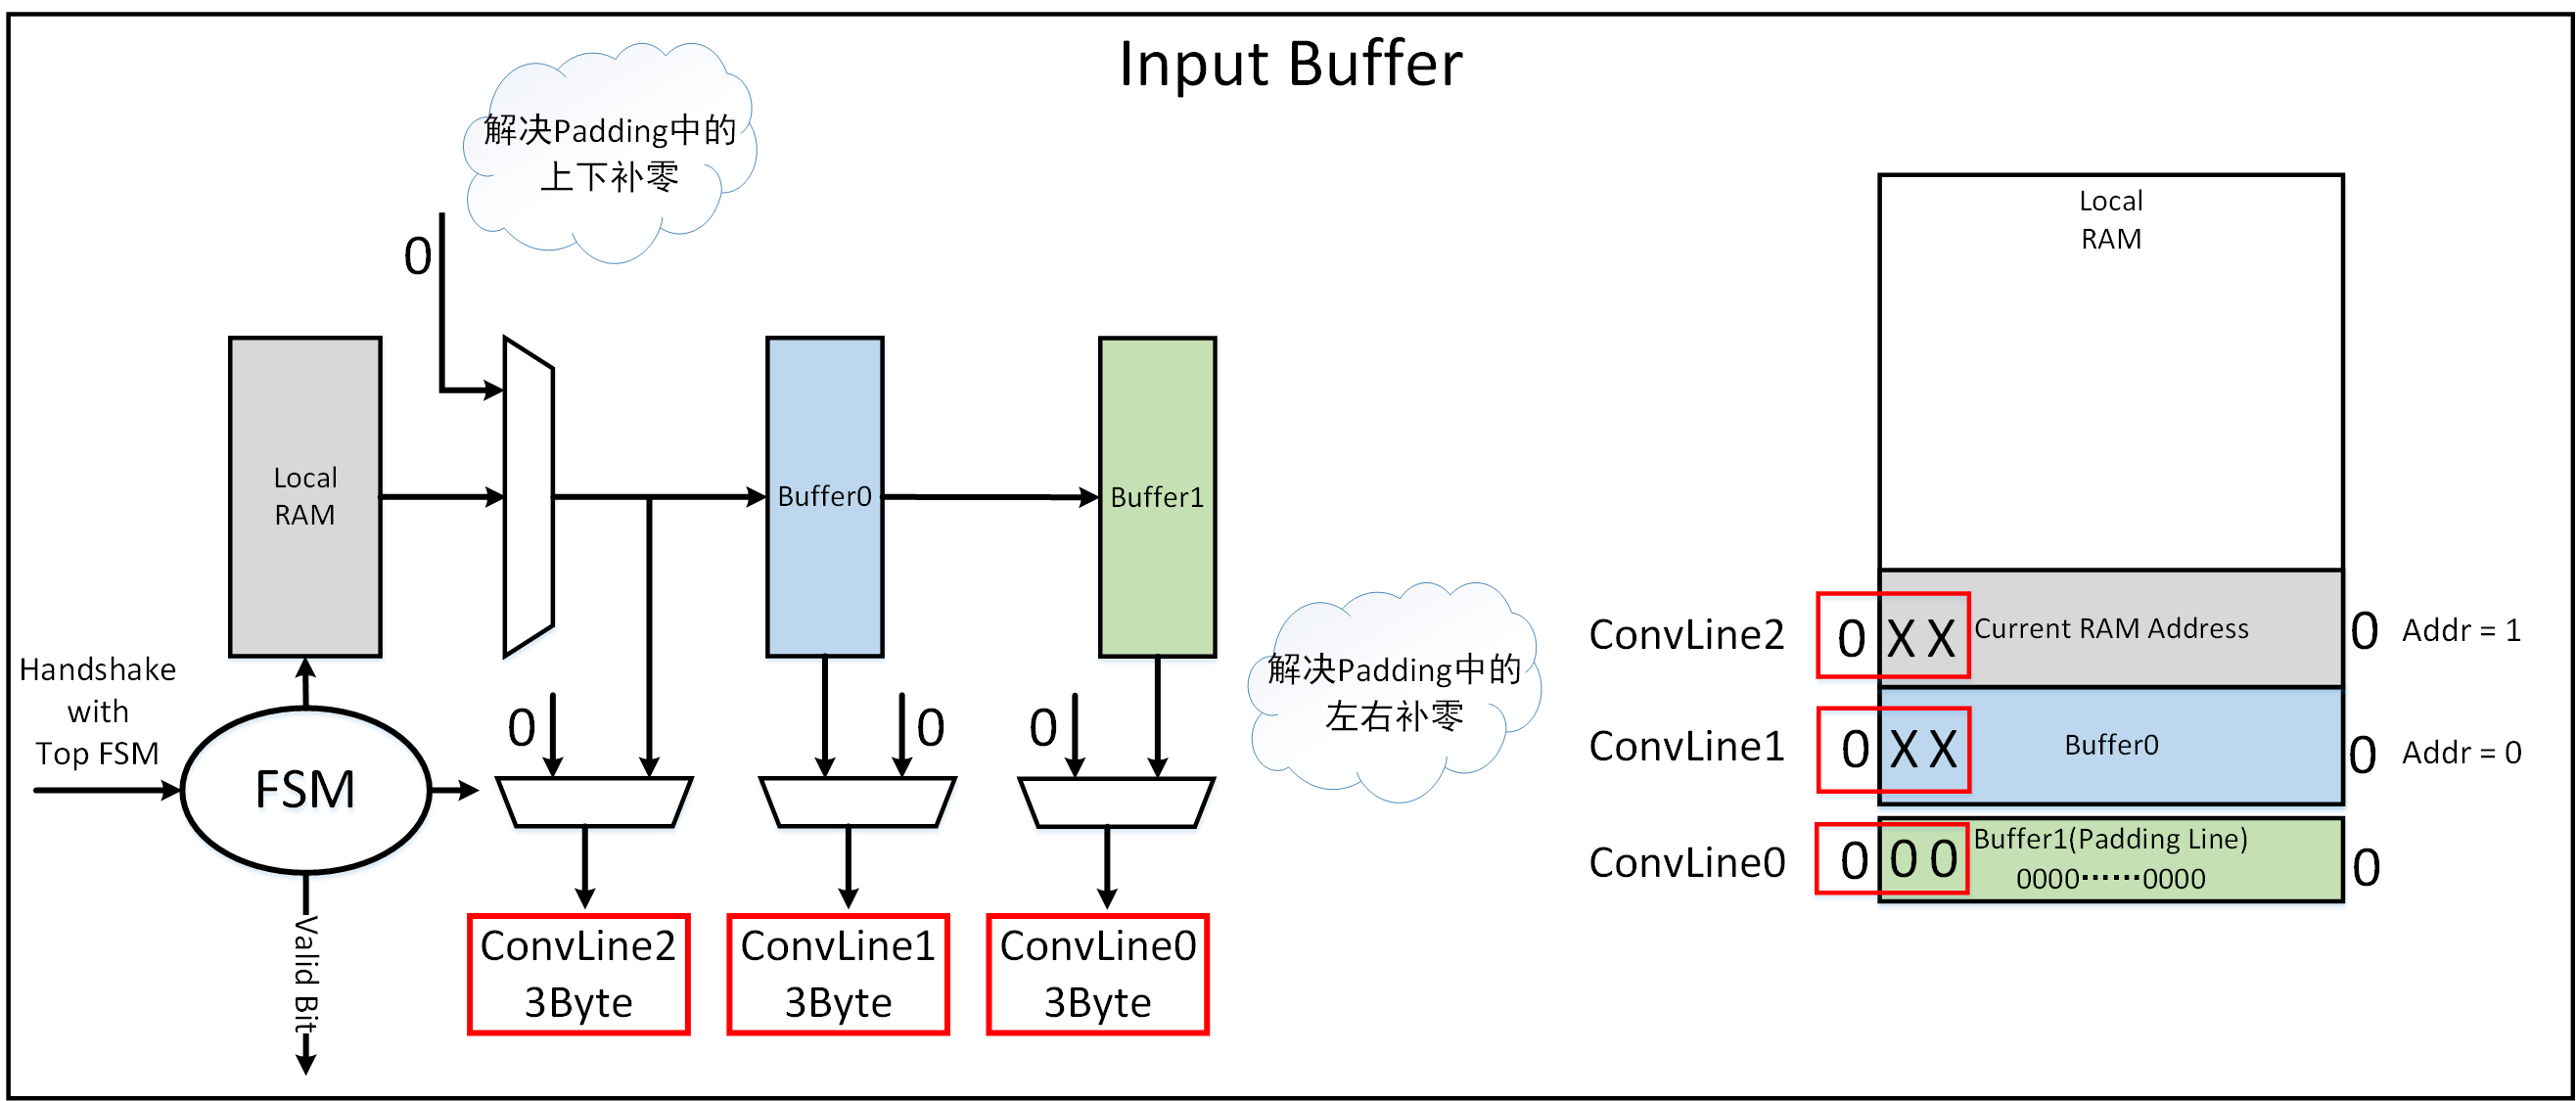 Input Buffer
解决Padding中的
上下补零
0
Local
RAM
Buffer0
Buffer1
Handshake
with
Top FSM
FSM
Valid Bit
0
0
0
解决Padding中的
左右补零
ConvLine2
3Byte
ConvLine1
3Byte
ConvLine0
3Byte
Local
RAM
ConvLine2 0 X X Current RAM Address 0 Addr = 1
ConvLine1 0 X X Buffer0 0 Addr = 0
ConvLine0 0 0 0 Buffer1(Padding Line) 0
0000······0000